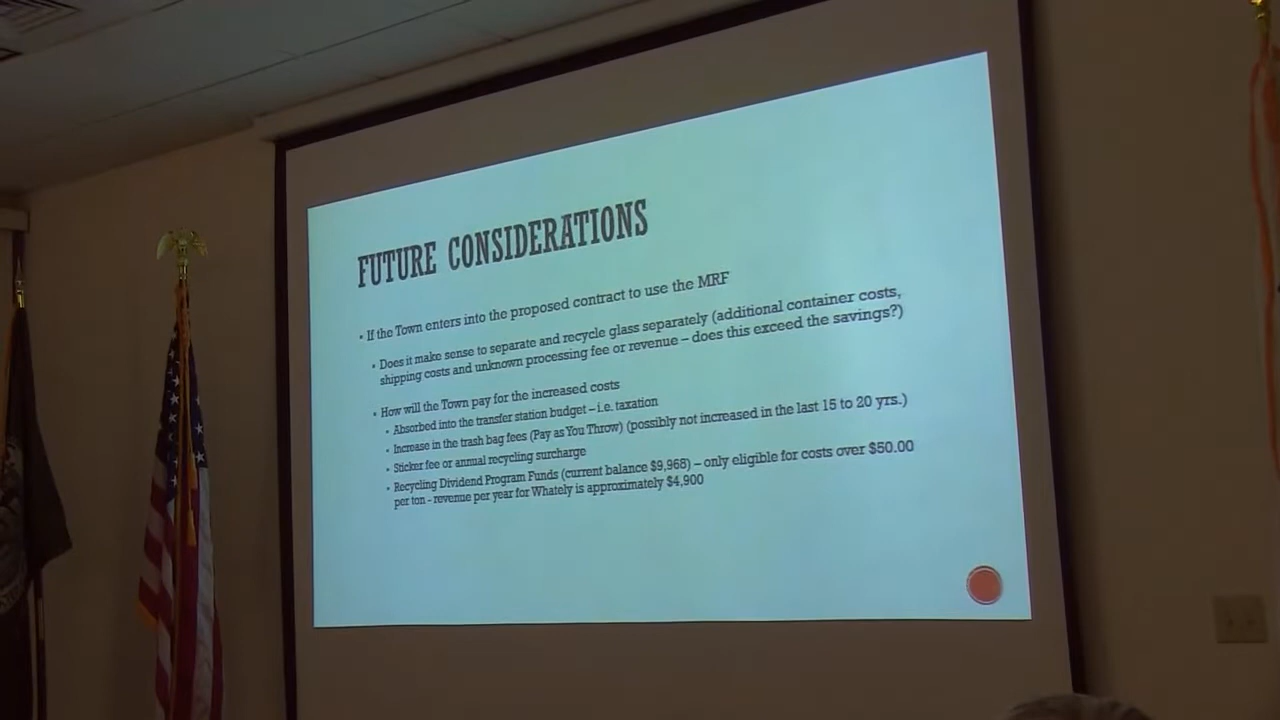 FUTURE CONSIDERATIONS
• If the Town enters into the proposed contract to use the MRF
• Does it make sense to separate and recycle glass separately (additional container costs,
shipping costs and unknown processing fee or revenue – does this exceed the savings?)
• How will the Town pay for the increased costs
• Absorbed into the transfer station budget – i.e. taxation
• Increase in the trash bag fees (Pay as You Throw) (possibly not increased in the last 15 to 20 yrs.)
• Sticker fee or annual recycling surcharge
• Recycling Dividend Program Funds (current balance $9,968) – only eligible for costs over $50.00
per ton - revenue per year for Whately is approximately $4,900